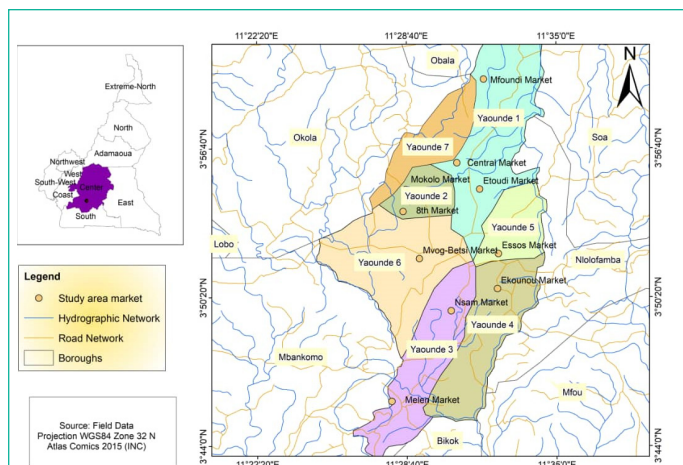 11°22'20"E
11°28'40"E
11°35'0"E
N
Extreme-North
North
Adamaoua
Northwest
West
South-West
Center
Coast
East
South
Legend
Study area market
Hydrographic Network
Road Network
Boroughs
Source: Field Data
Projection WGS84 Zone 32 N
Atlas Comics 2015 (INC)
Obala
Mfoundi Market
Okola
Yaounde 1
Soa
Yaounde 7
Central Market
Mokolo Market
Etoudi Market
Yaounde 2
8th Market
Yaounde 5
Lobo
Essos Market
Mvog-Betsi Market
Yaounde 6
Nlolofamba
Ekounou Market
Nsam Market
Yaounde 4
Yaounde 3
Mbankomo
Mfou
Melen Market
Bikok
3°56'40"N
3°50'20"N
3°44'0"N
3°56'40"N
3°50'20"N
3°44'0"N
11°22'20"E
11°28'40"E
11°35'0"E